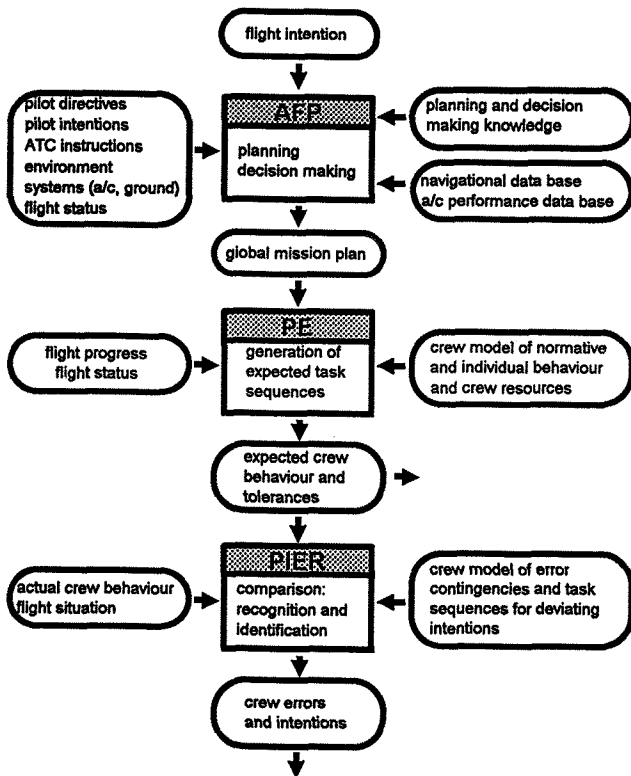 flight intention
pilot directives
pilot intentions
ATC instructions
environment
systems (a/c, ground)
flight status
AFP
planning
decision making
planning and decision
making knowledge
navigational data base
a/c performance data base
global mission plan
flight progress
flight status
PE
generation of
expected task
sequences
crew model of normative
and individual behaviour
and crew resources
expected crew
behaviour and
tolerances
actual crew behaviour
flight situation
PIER
comparison:
recognition and
identification
crew model of error
contingencies and task
sequences for deviating
intentions
crew errors
and intentions